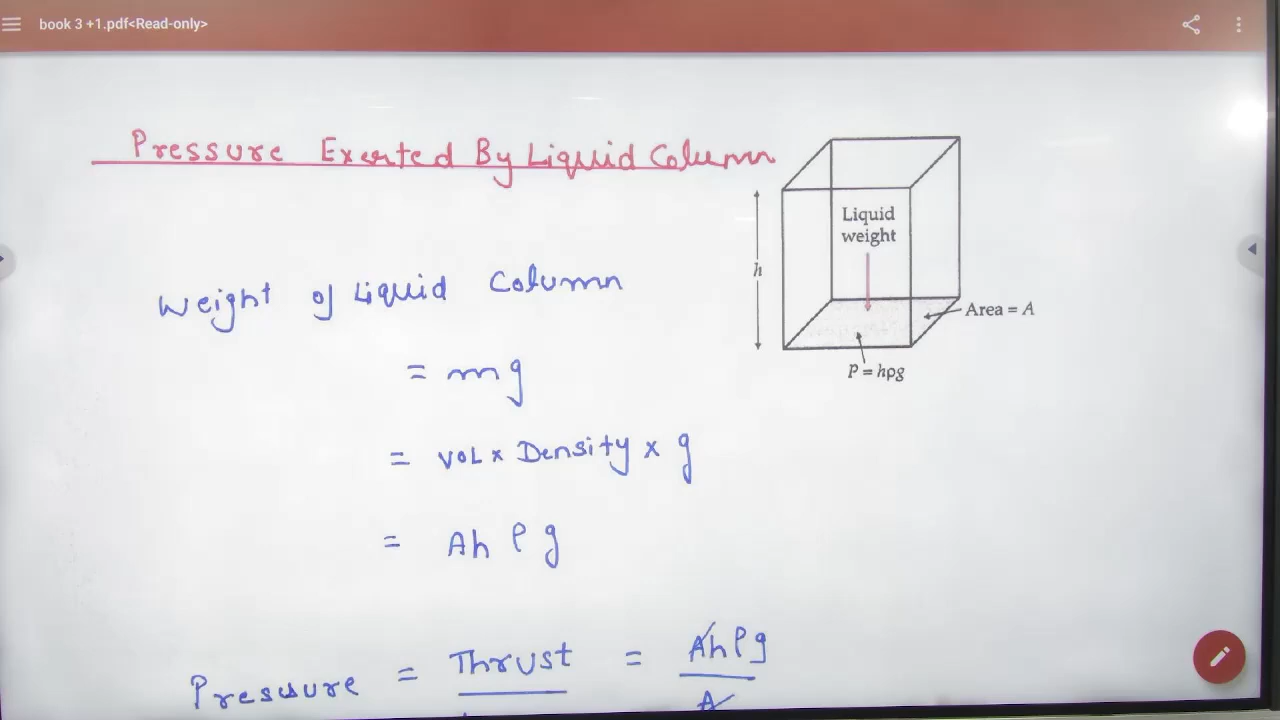 book 3 +1.pdf<Read-only>
Pressure Exerted By Liquid Column
Liquid
weight
h
Area = A
P = hρg
Weight of Liquid Column
= mg
= Vol x Density x g
= Ah ρ g
Pressure = Thrust = Ahρg
A